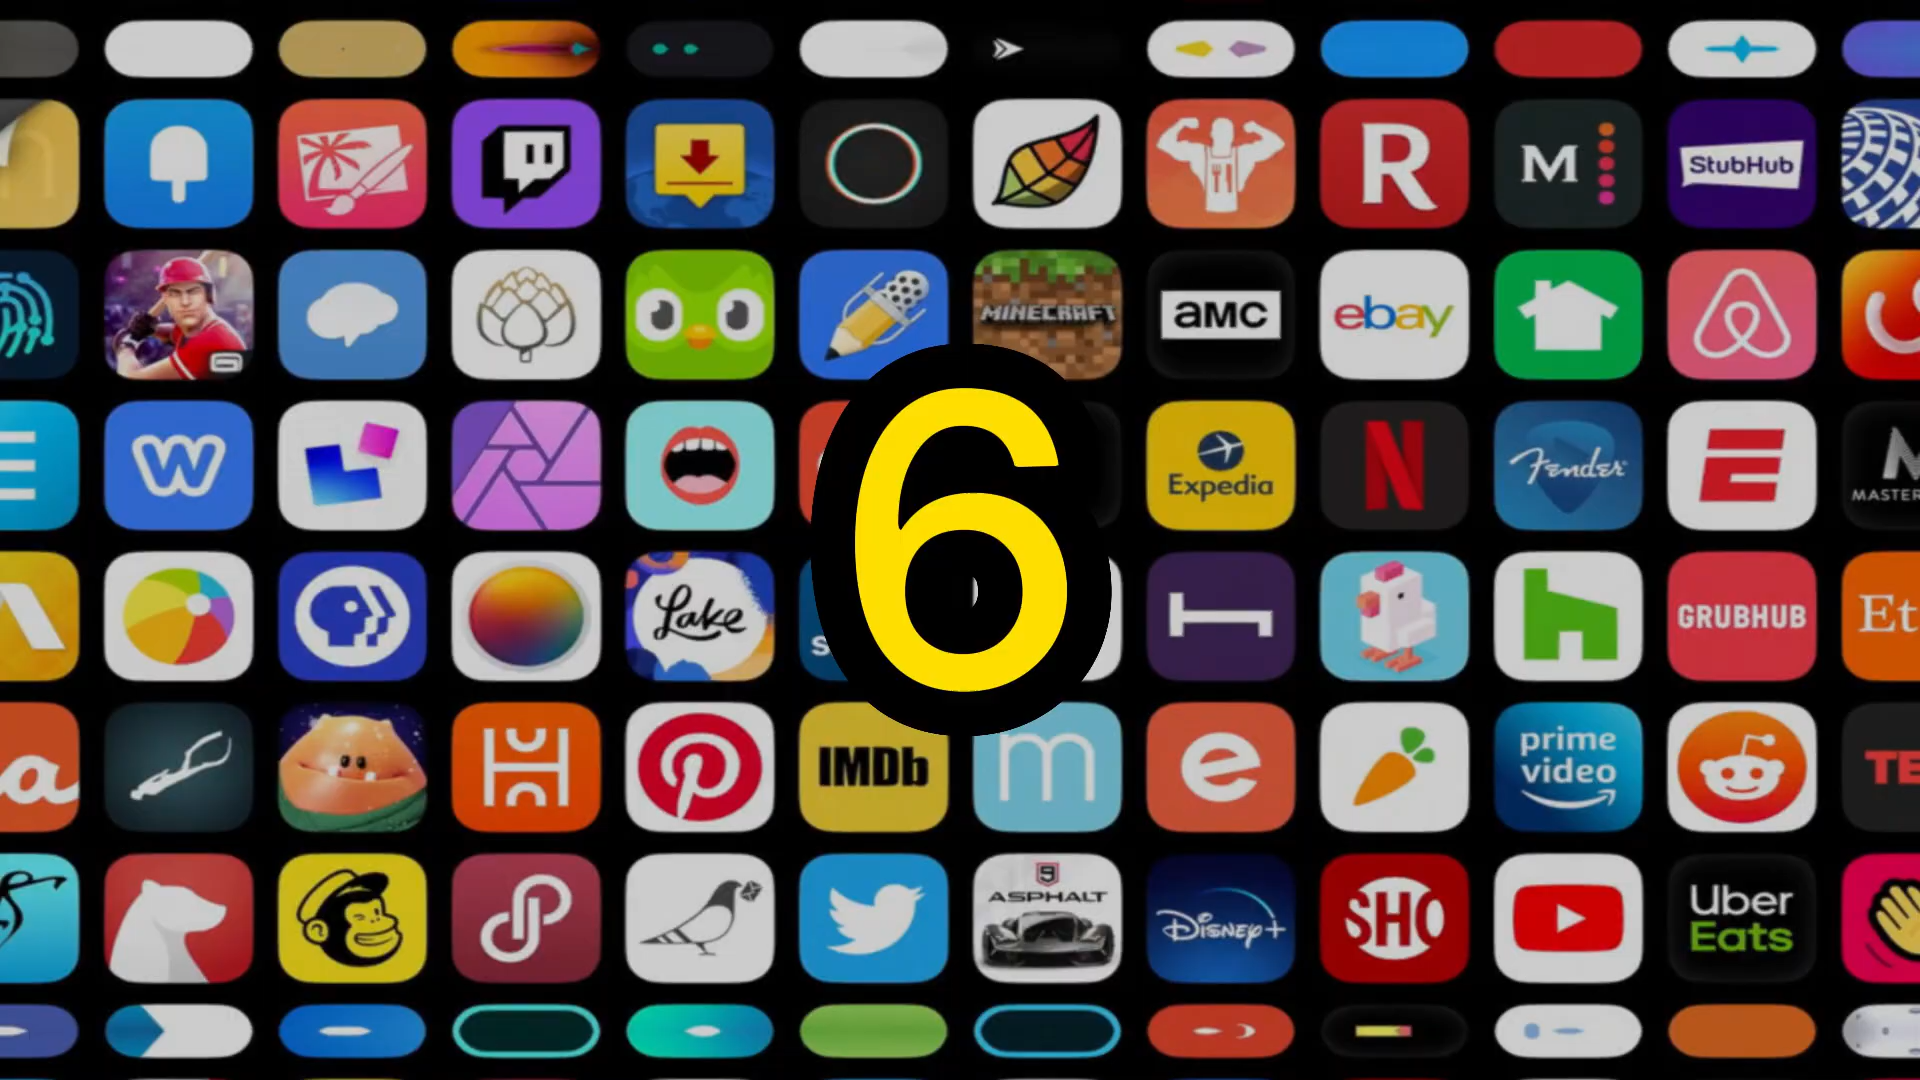 R
M
StubHub
MINECRAFT
aMC
ebay
W
Expedia
N
Fender
E
M
MASTER
Lake
s
GRUBHUB
Et
a
P
IMDb
m
e
prime
video
TE
9
ASPHALT
Disney+
SHO
Uber
Eats
6